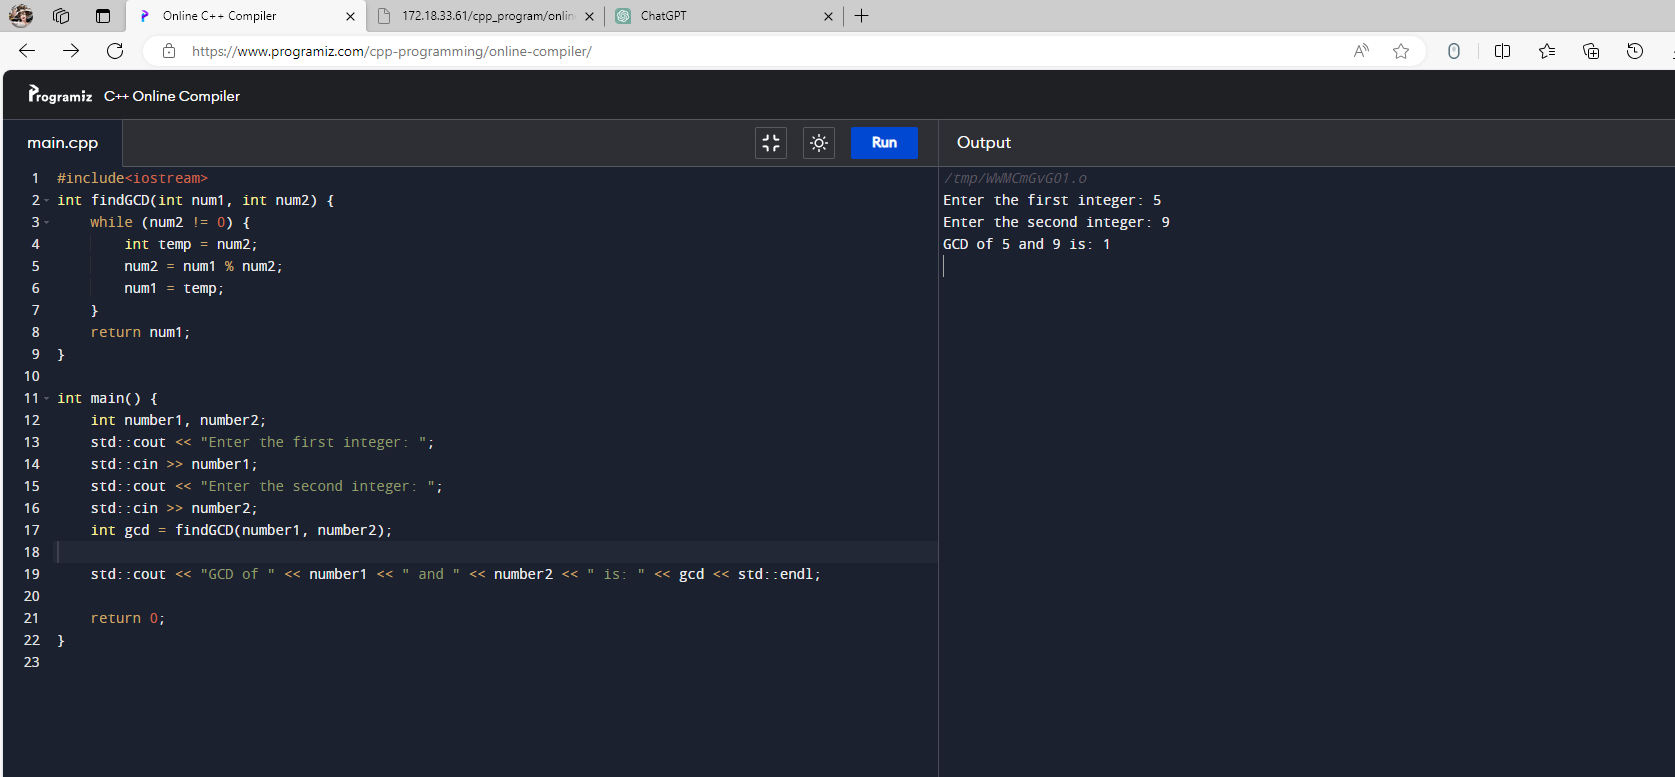 Online C++ Compiler
172.18.33.61/cpp_program/onlin
ChatGPT
https://www.programiz.com/cpp-programming/online-compiler/
Programiz C++ Online Compiler
main.cpp
Run
Output
1 #include<iostream>
2 int findGCD(int num1, int num2) {
3     while (num2 != 0) {
4         int temp = num2;
5         num2 = num1 % num2;
6         num1 = temp;
7     }
8     return num1;
9 }
10
11 int main() {
12     int number1, number2;
13     std::cout << "Enter the first integer: ";
14     std::cin >> number1;
15     std::cout << "Enter the second integer: ";
16     std::cin >> number2;
17     int gcd = findGCD(number1, number2);
18
19     std::cout << "GCD of " << number1 << " and " << number2 << " is: " << gcd << std::endl;
20
21     return 0;
22 }
23
/tmp/WWMCmGvGO1.o
Enter the first integer: 5
Enter the second integer: 9
GCD of 5 and 9 is: 1